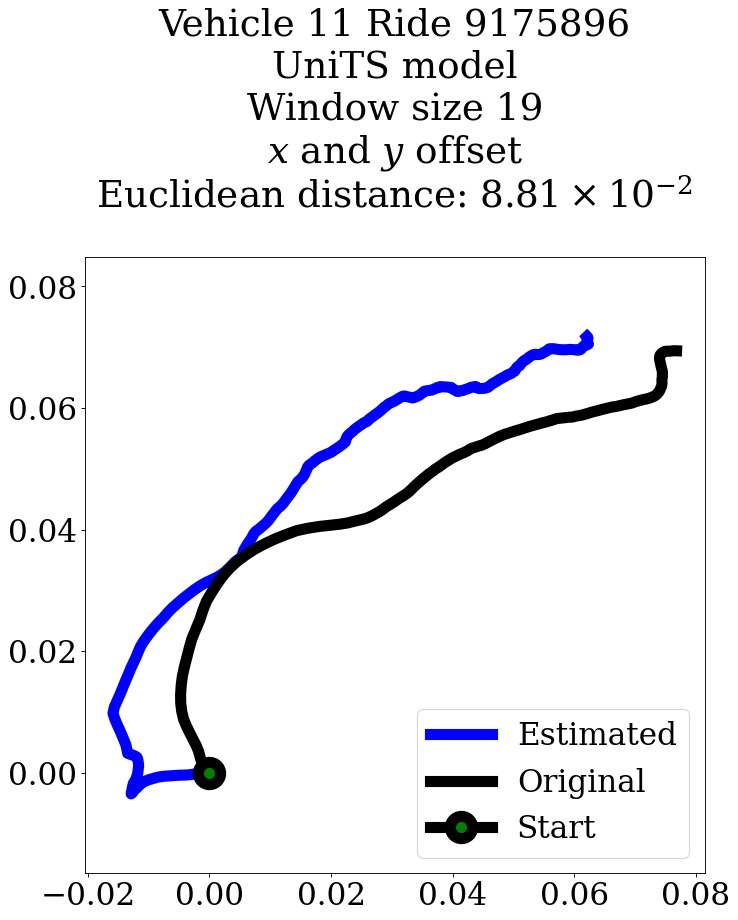 Vehicle 11 Ride 9175896
UniTS model
Window size 19
x and y offset
Euclidean distance: 8.81 × 10⁻²
0.08
0.06
0.04
0.02
0.00
Estimated
Original
Start
−0.02 0.00 0.02 0.04 0.06 0.08